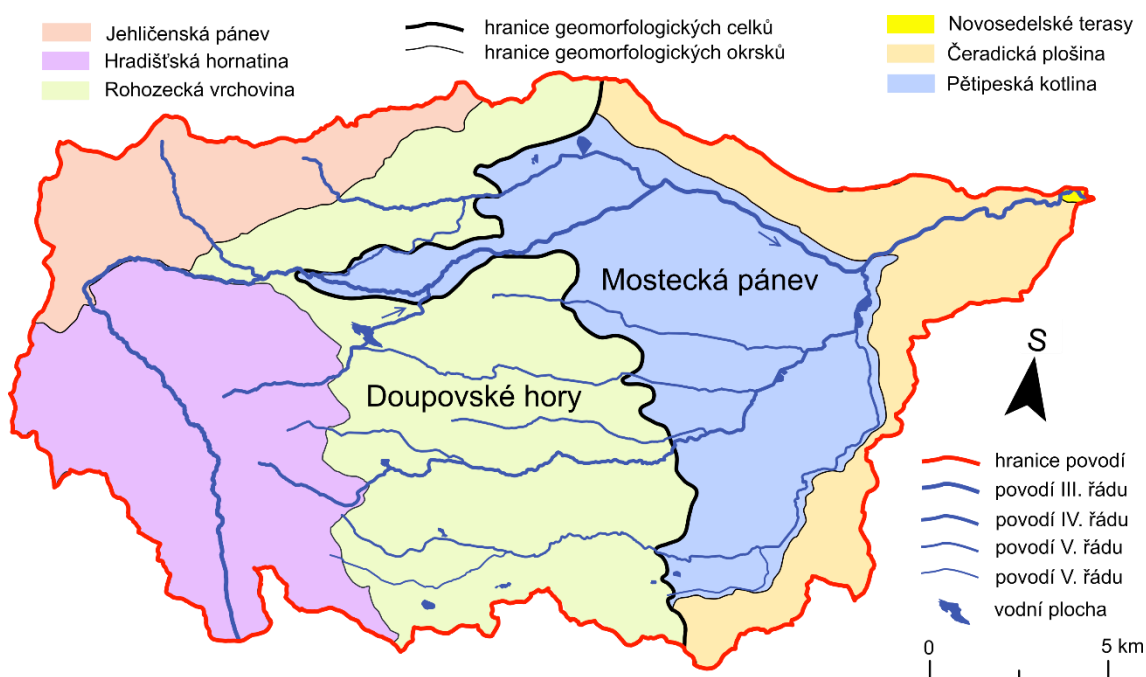 Jehličenská pánev
Hradišťská hornatina
Rohozecká vrchovina
hranice geomorfologických celků
hranice geomorfologických okrsků
Novosedelské terasy
Čeradická plošina
Pětipeská kotlina
Mostecká pánev
Doupovské hory
S
hranice povodí
povodí III. řádu
povodí IV. řádu
povodí V. řádu
povodí V. řádu
vodní plocha
0 5 km